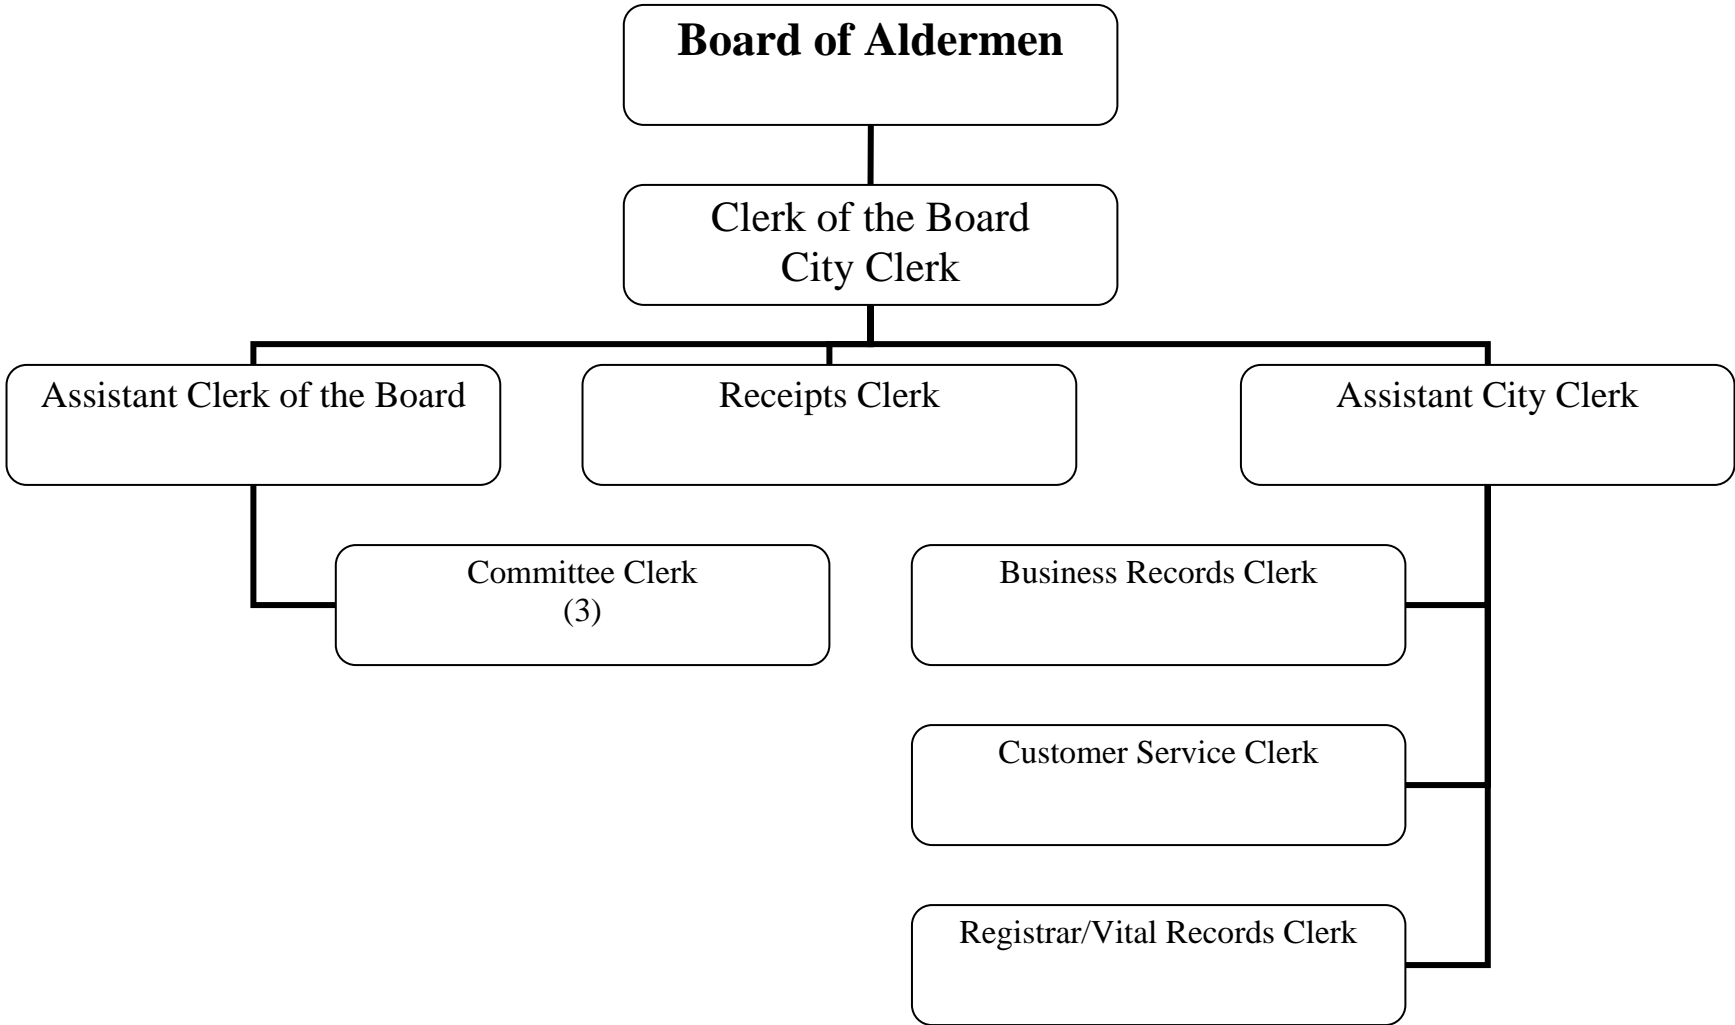 Board of Aldermen
Clerk of the Board
City Clerk
Assistant Clerk of the Board
Receipts Clerk
Assistant City Clerk
Committee Clerk
(3)
Business Records Clerk
Customer Service Clerk
Registrar/Vital Records Clerk